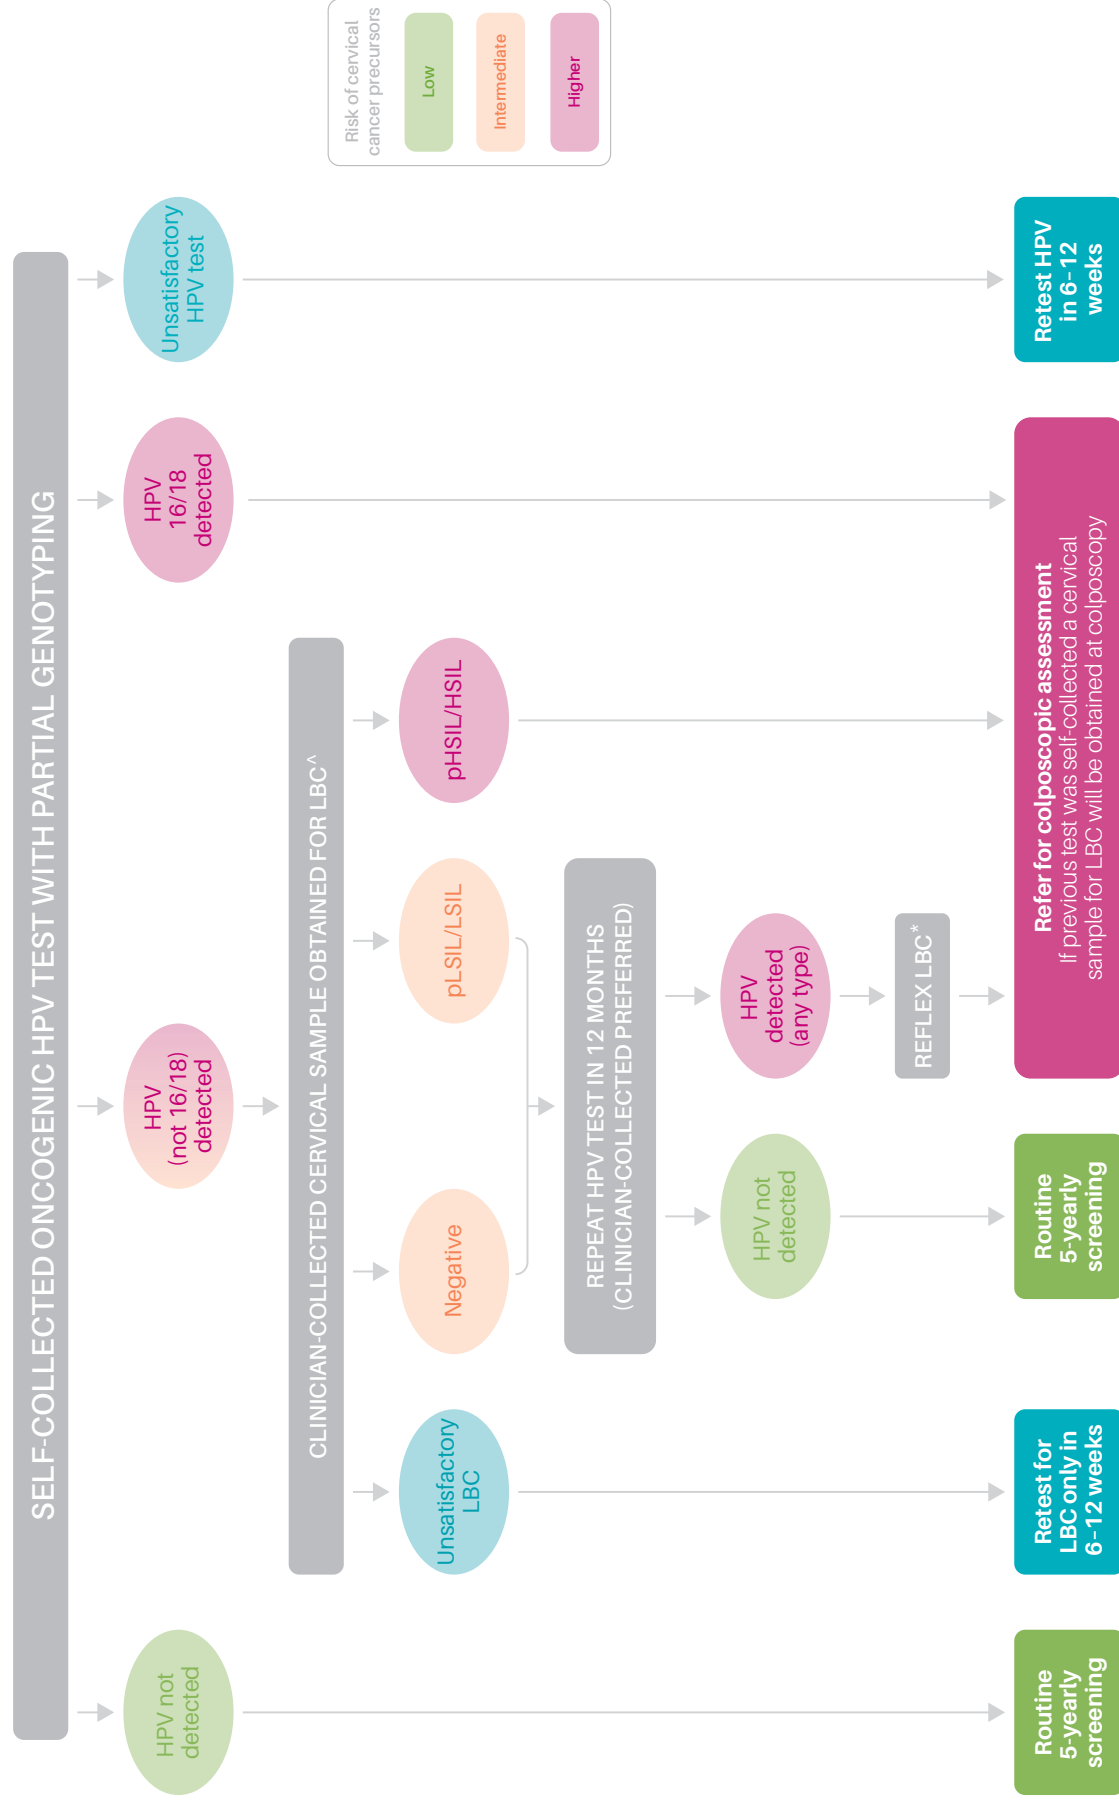 SELF-COLLECTED ONCOGENIC HPV TEST WITH PARTIAL GENOTYPING
HPV not
detected
HPV
(not 16/18)
detected
HPV
16/18
detected
Unsatisfactory
HPV test
Risk of cervical
cancer precursors
Low
Intermediate
Higher
CLINICIAN-COLLECTED CERVICAL SAMPLE OBTAINED FOR LBC^
Unsatisfactory
LBC
Negative
pLSIL/LSIL
pHSIL/HSIL
REPEAT HPV TEST IN 12 MONTHS
(CLINICIAN-COLLECTED PREFERRED)
HPV not
detected
HPV
detected
(any type)
REFLEX LBC*
Routine
5-yearly
screening
Retest for
LBC only in
6–12 weeks
Routine
5-yearly
screening
Refer for colposcopic assessment
If previous test was self-collected a cervical
sample for LBC will be obtained at colposcopy
Retest HPV
in 6–12
weeks